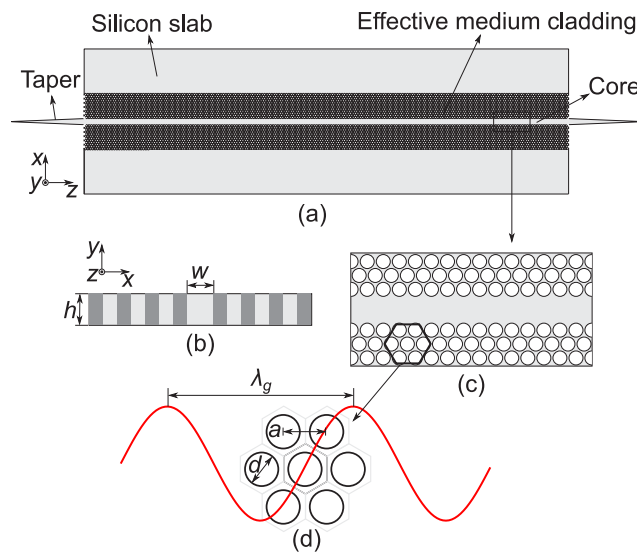 Silicon slab
Effective medium cladding
Taper
Core
x
y
z
(a)
y
z
x
w
h
(b)
(c)
λg
a
d
(d)